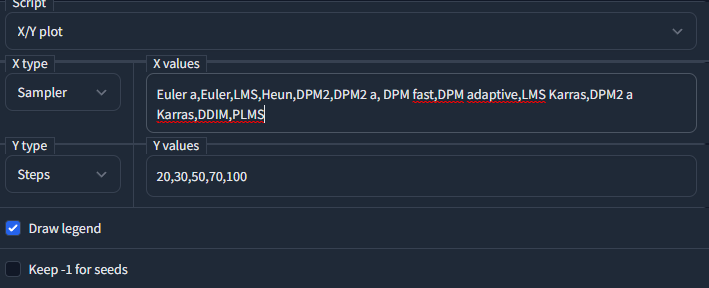 Script
X/Y plot
X type
X values
Sampler
Euler a,Euler,LMS,Heun,DPM2,DPM2 a, DPM fast,DPM adaptive,LMS Karras,DPM2 a
Karras,DDIM,PLMS
Y type
Y values
Steps
20,30,50,70,100
Draw legend
Keep -1 for seeds